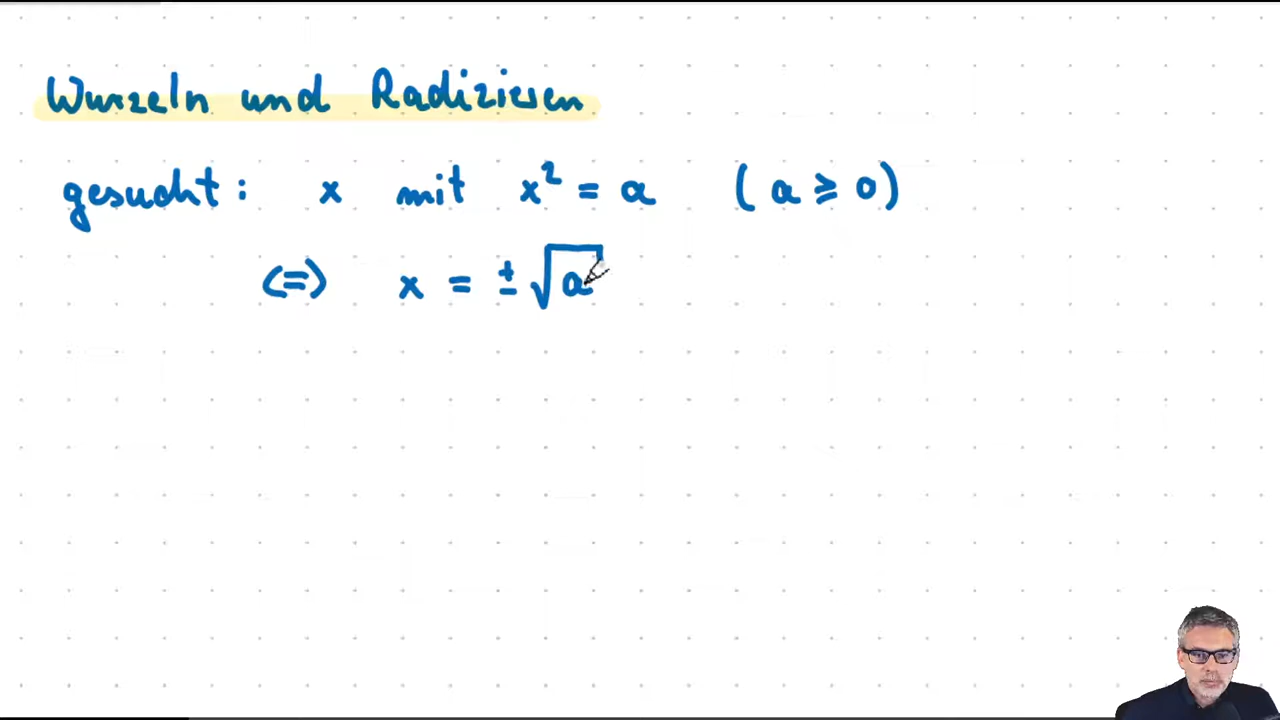 Wurzeln und Radizieren
gesucht: x mit x² = a (a ⩾ 0)
<=> x = ± √a